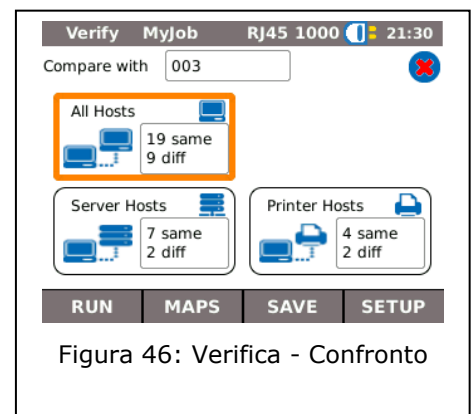 Verify MyJob RJ45 1000 21:30
Compare with 003
All Hosts
19 same
9 diff
Server Hosts
7 same
2 diff
Printer Hosts
4 same
2 diff
RUN MAPS SAVE SETUP
Figura 46: Verifica - Confronto